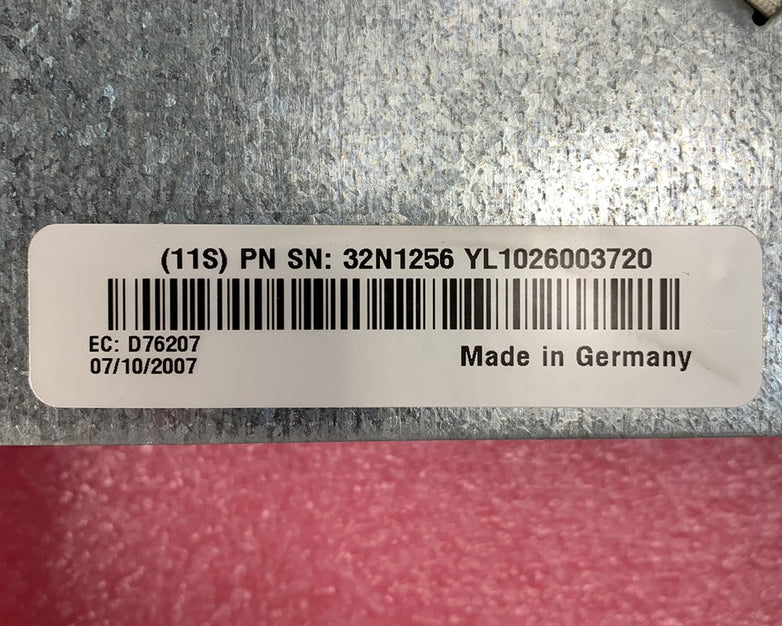 (11S) PN SN: 32N1256 YL1026003720
EC: D76207
07/10/2007
Made in Germany